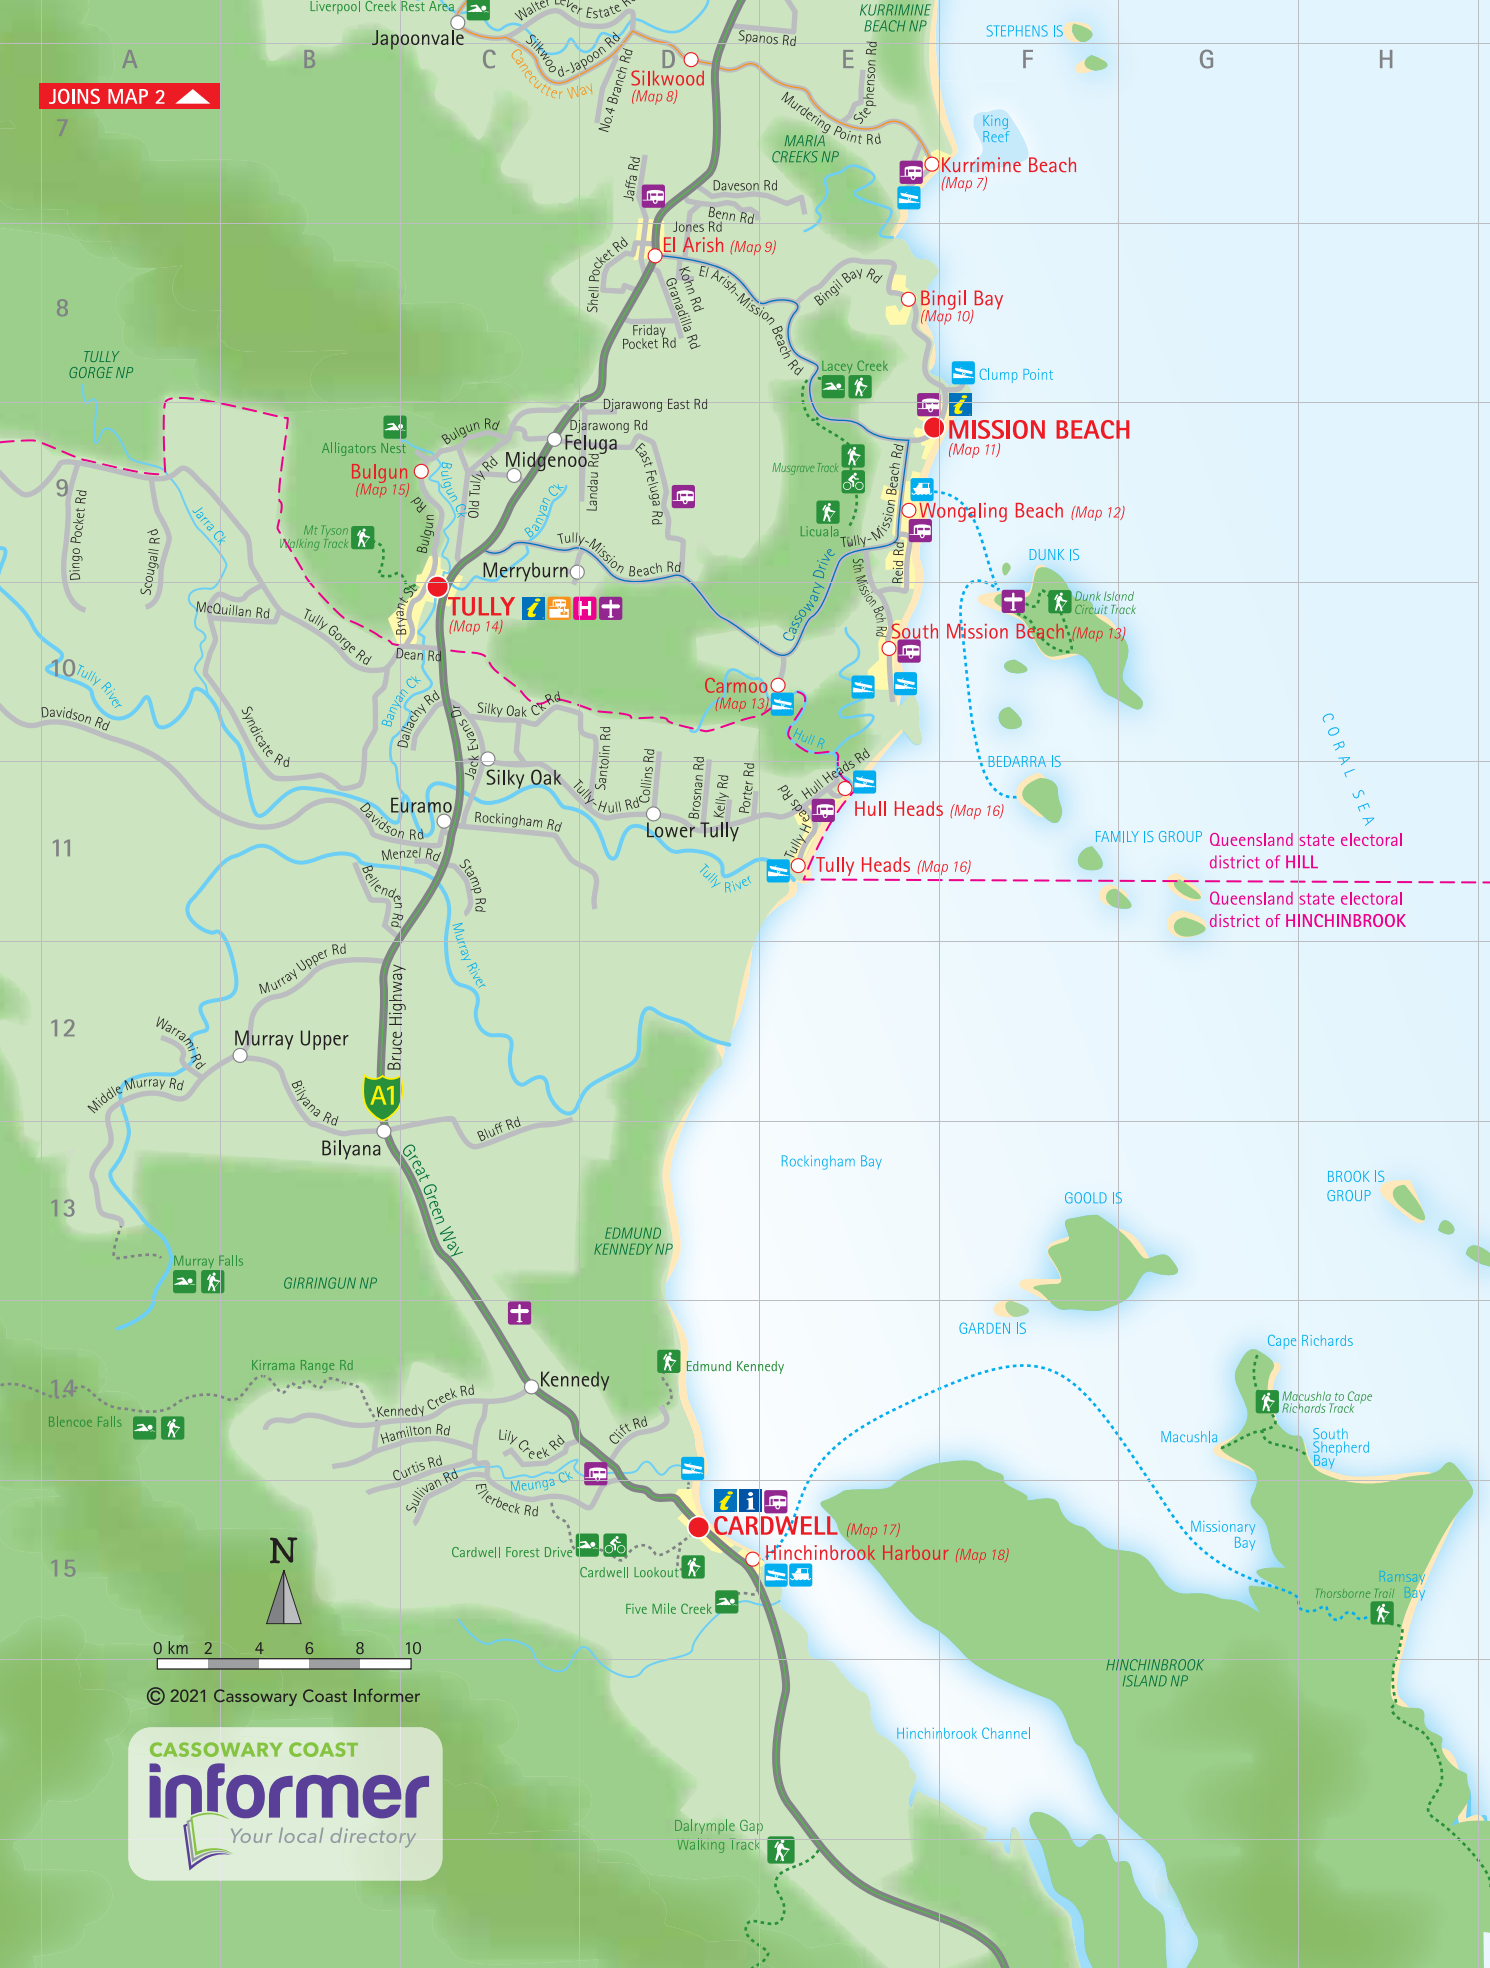 Liverpool Creek Rest Area
Walter Lever Estate Rd
KURRIMINE
BEACH NP
STEPHENS IS
Japoonvale
Silkwood-Japoon Rd
Spanos Rd
A
B
C
D
E
F
G
H
Canecutter Way
No.4 Branch Rd
Silkwood
(Map 8)
Stephenson Rd
JOINS MAP 2
7
Murdering Point Rd
King
Reef
MARIA
CREEKS NP
Kurrimine Beach
(Map 7)
Jaffa Rd
Daveson Rd
Benn Rd
Jones Rd
El Arish (Map 9)
Shell Pocket Rd
Kohn Rd
Granadilla Rd
El Arish-Mission Beach Rd
Bingil Bay Rd
Bingil Bay
(Map 10)
8
Friday
Pocket Rd
TULLY
GORGE NP
Lacey Creek
Clump Point
Djarawong East Rd
Djarawong Rd
Bulgun Rd
Alligators Nest
Feluga
MISSION BEACH
(Map 11)
Midgenoo
Bulgun
(Map 15)
Bulgun Ck
Old Tully Rd
Landau Rd
East Feluga Rd
Musgrave Track
Tully-Mission Beach Rd
9
Dingo Pocket Rd
Scougall Rd
Jarra Ck
Bulgun Rd
Banyan Ck
Wongaling Beach (Map 12)
Mt Tyson
Walking Track
Licuala
Tully-Mission Beach Rd
Reid Rd
DUNK IS
Merryburn
Cassowary Drive
Sth Mission Bch Rd
Bryant St
TULLY
(Map 14)
Dunk Island
Circuit Track
McQuillan Rd
Tully Gorge Rd
South Mission Beach (Map 13)
Dean Rd
10
Tully River
Carmoo
(Map 13)
Davidson Rd
Syndicate Rd
Banyan Ck
Dallachy Rd
Jack Evans Dr
Silky Oak Ck Rd
Hull R
CORAL SEA
Silky Oak
Santolin Rd
Collins Rd
Brosnan Rd
Kelly Rd
Porter Rd
Hull Heads Rd
BEDARRA IS
Tully-Hull Rd
Euramo
Davidson Rd
Rockingham Rd
Lower Tully
Tully Heads Rd
Hull Heads (Map 16)
11
Menzel Rd
Bellenden Rd
Stamp Rd
Tully River
Tully Heads (Map 16)
FAMILY IS GROUP
Queensland state electoral
district of HILL
Queensland state electoral
district of HINCHINBROOK
Murray Upper Rd
Murray River
Bruce Highway
12
Warrami Rd
Murray Upper
Middle Murray Rd
Bilyana Rd
A1
Bluff Rd
Bilyana
Great Green Way
Rockingham Bay
BROOK IS
GROUP
GOOLD IS
13
EDMUND
KENNEDY NP
Murray Falls
GIRRINGUN NP
GARDEN IS
Cape Richards
Kirrama Range Rd
Edmund Kennedy
14
Kennedy
Kennedy Creek Rd
Blencoe Falls
Macushla to Cape
Richards Track
Hamilton Rd
Lily Creek Rd
Clift Rd
Macushla
South
Shepherd
Bay
Curtis Rd
Sullivan Rd
Meunga Ck
Ellerbeck Rd
CARDWELL (Map 17)
Missionary
Bay
N
Cardwell Forest Drive
Hinchinbrook Harbour (Map 18)
15
Cardwell Lookout
Ramsay
Bay
Thorsborne Trail
Five Mile Creek
0 km 2 4 6 8 10
HINCHINBROOK
ISLAND NP
© 2021 Cassowary Coast Informer
Hinchinbrook Channel
CASSOWARY COAST
informer
Your local directory
Dalrymple Gap
Walking Track